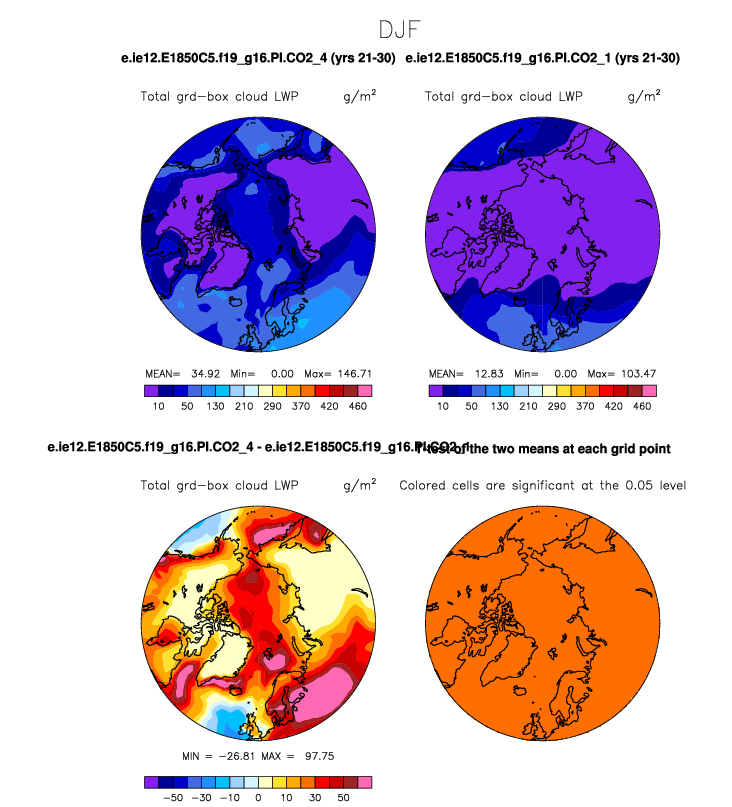 DJF
e.ie12.E1850C5.f19_g16.PI.CO2_4 (yrs 21-30) e.ie12.E1850C5.f19_g16.PI.CO2_1 (yrs 21-30)
Total grd-box cloud LWP g/m² Total grd-box cloud LWP g/m²
MEAN= 34.92 Min= 0.00 Max= 146.71 MEAN= 12.83 Min= 0.00 Max= 103.47
10 50 130 210 290 370 420 460 10 50 130 210 290 370 420 460
e.ie12.E1850C5.f19_g16.PI.CO2_4 - e.ie12.E1850C5.f19_g16.PI.CO2_1 T-test of the two means at each grid point
Total grd-box cloud LWP g/m² Colored cells are significant at the 0.05 level
MIN = -26.81 MAX = 97.75
-50 -30 -10 0 10 30 50